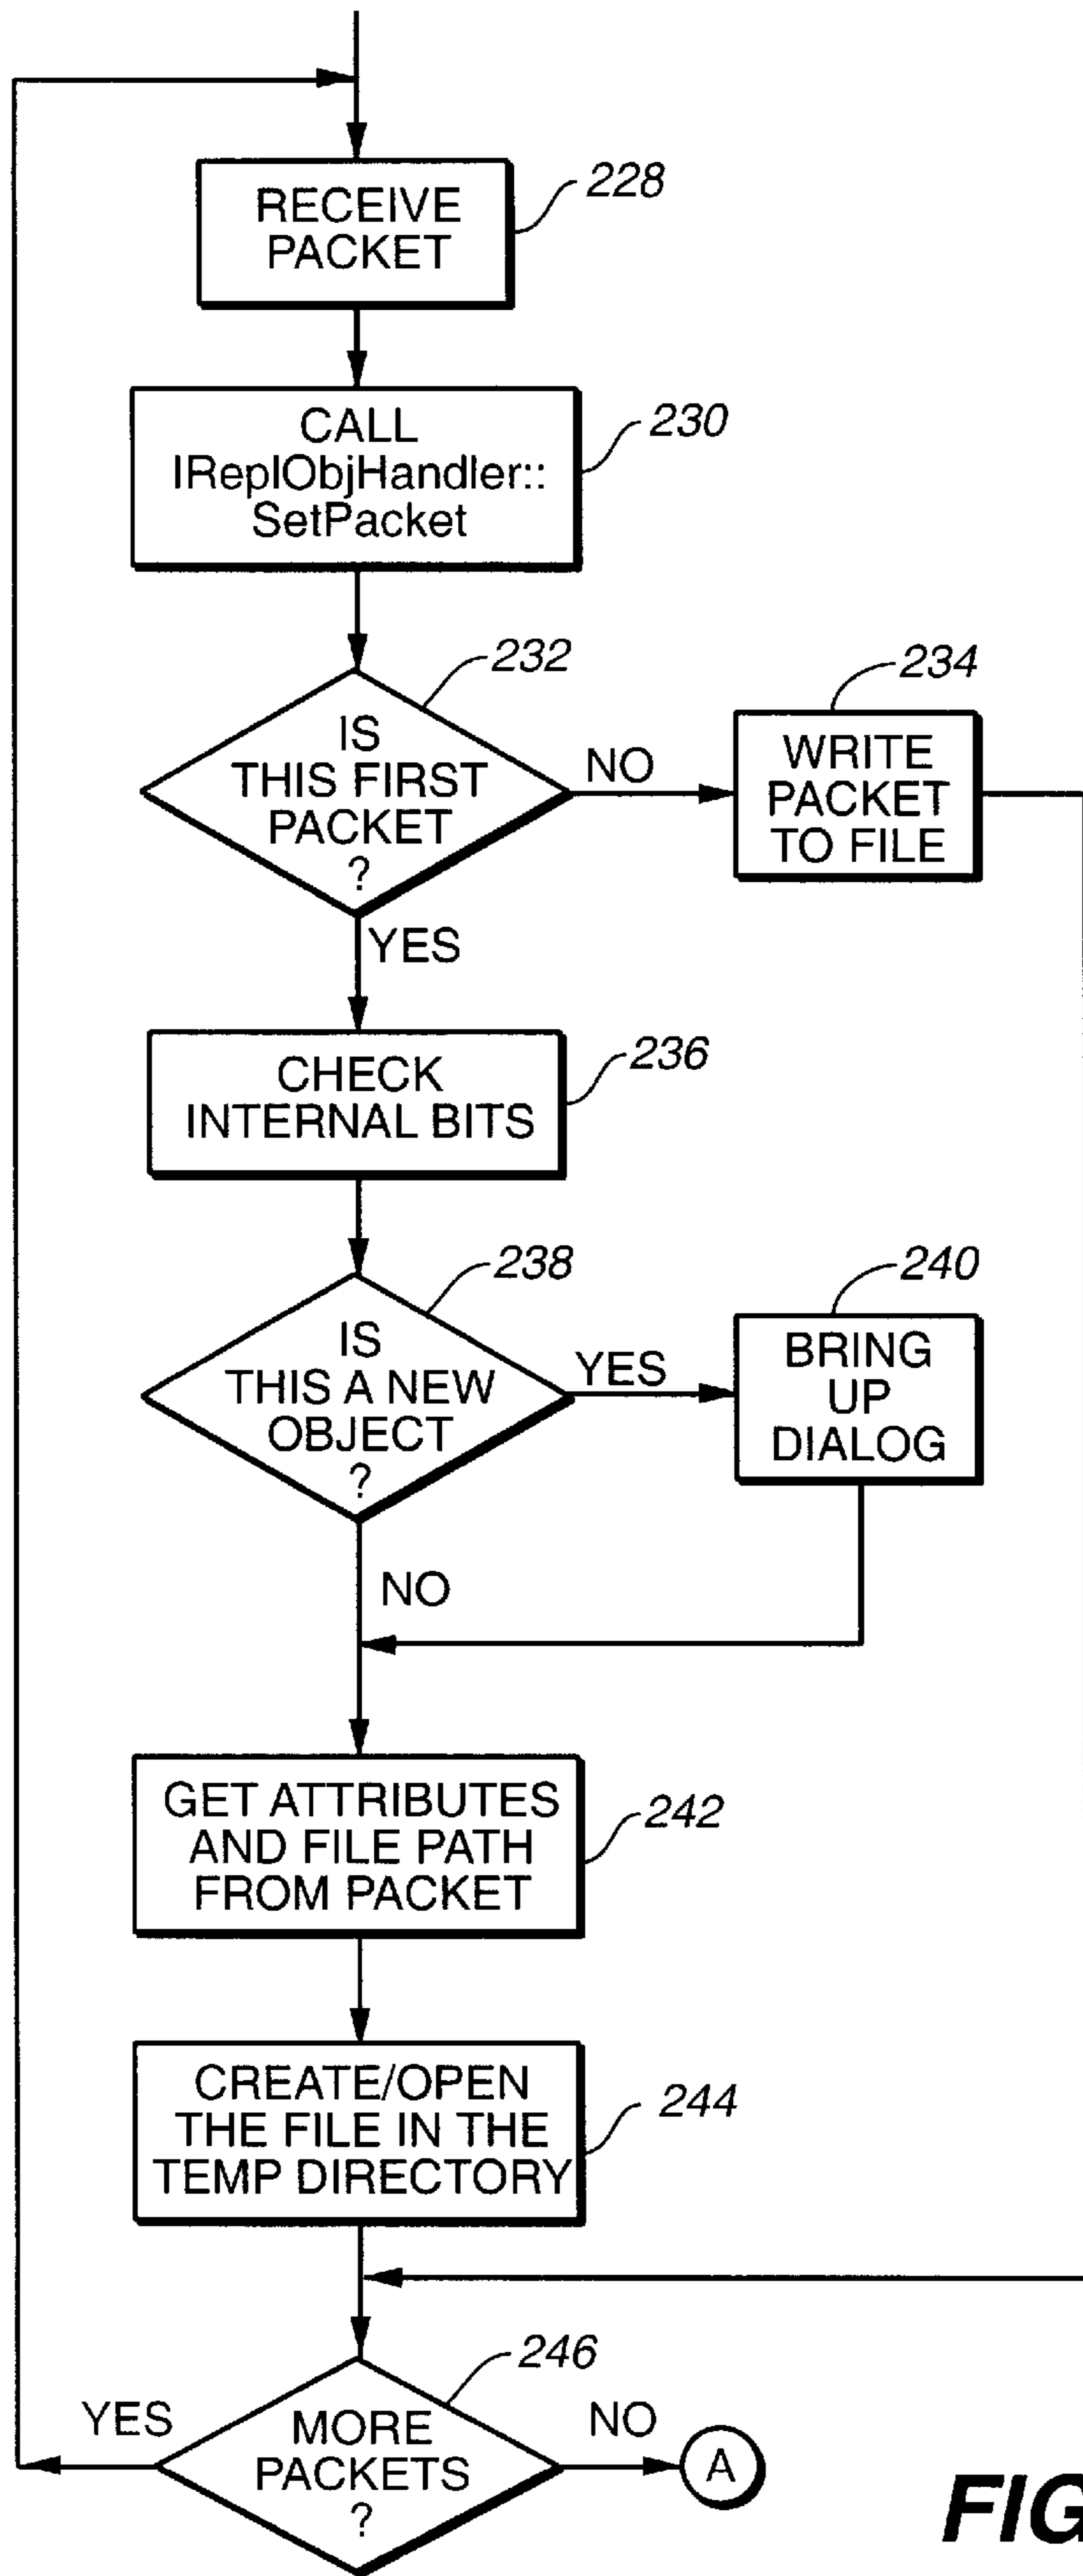 RECEIVE
PACKET
228
CALL
IReplObjHandler::
SetPacket
230
IS
THIS FIRST
PACKET
?
232
NO
WRITE
PACKET
TO FILE
234
YES
CHECK
INTERNAL BITS
236
IS
THIS A NEW
OBJECT
?
238
YES
BRING
UP
DIALOG
240
NO
GET ATTRIBUTES
AND FILE PATH
FROM PACKET
242
CREATE/OPEN
THE FILE IN THE
TEMP DIRECTORY
244
YES
MORE
PACKETS
?
246
NO
A
FIG